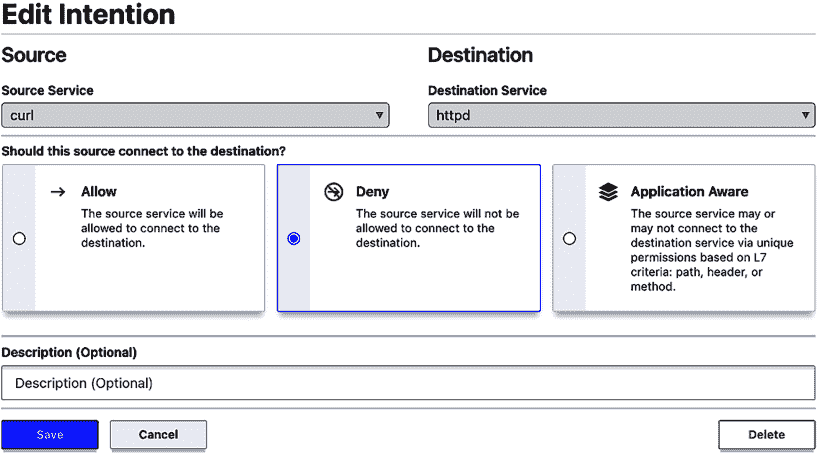 Edit Intention
Source
Destination
Source Service
Destination Service
curl
httpd
Should this source connect to the destination?
Allow
The source service will be
allowed to connect to the
destination.
Deny
The source service will not be
allowed to connect to the
destination.
Application Aware
The source service may or
may not connect to the
destination service via unique
permissions based on L7
criteria: path, header, or
method.
Description (Optional)
Description (Optional)
Save
Cancel
Delete